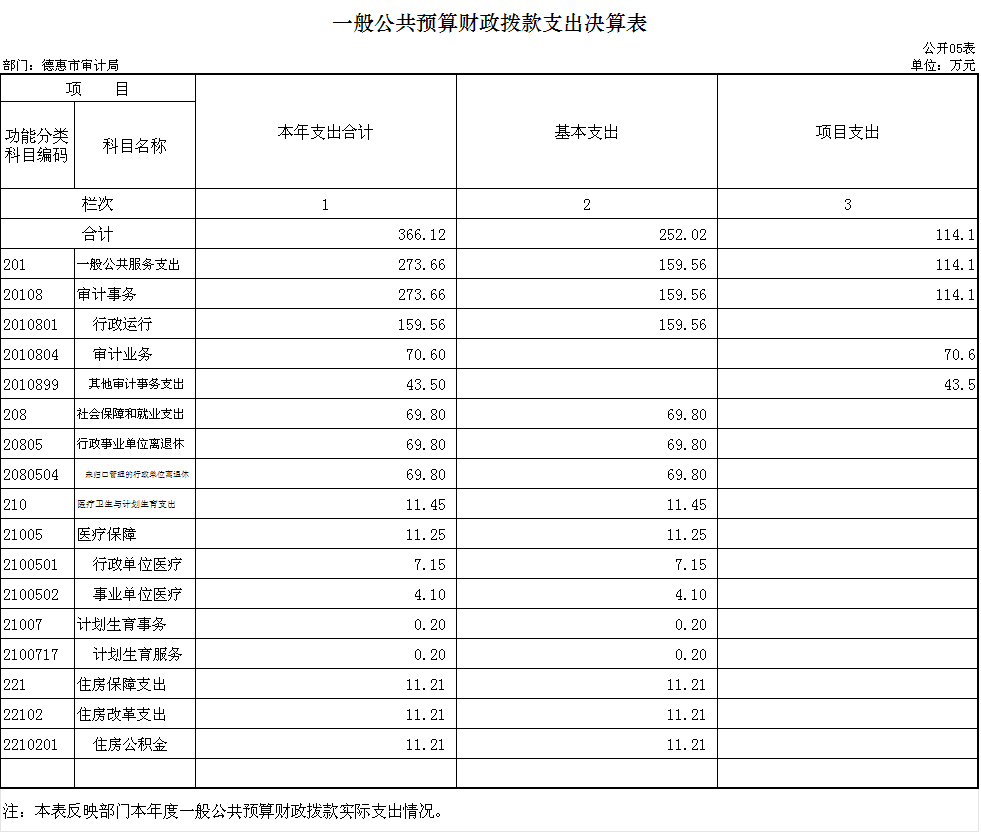 一般公共预算财政拨款支出决算表
公开05表
部门：德惠市审计局 单位：万元
项 目 本年支出合计 基本支出 项目支出
功能分类科目编码 科目名称
栏次 1 2 3
合计 366.12 252.02 114.1
201 一般公共服务支出 273.66 159.56 114.1
20108 审计事务 273.66 159.56 114.1
2010801 行政运行 159.56 159.56
2010804 审计业务 70.60 70.6
2010899 其他审计事务支出 43.50 43.5
208 社会保障和就业支出 69.80 69.80
20805 行政事业单位离退休 69.80 69.80
2080504 未归口管理的行政单位离退休 69.80 69.80
210 医疗卫生与计划生育支出 11.45 11.45
21005 医疗保障 11.25 11.25
2100501 行政单位医疗 7.15 7.15
2100502 事业单位医疗 4.10 4.10
21007 计划生育事务 0.20 0.20
2100717 计划生育服务 0.20 0.20
221 住房保障支出 11.21 11.21
22102 住房改革支出 11.21 11.21
2210201 住房公积金 11.21 11.21
注：本表反映部门本年度一般公共预算财政拨款实际支出情况。